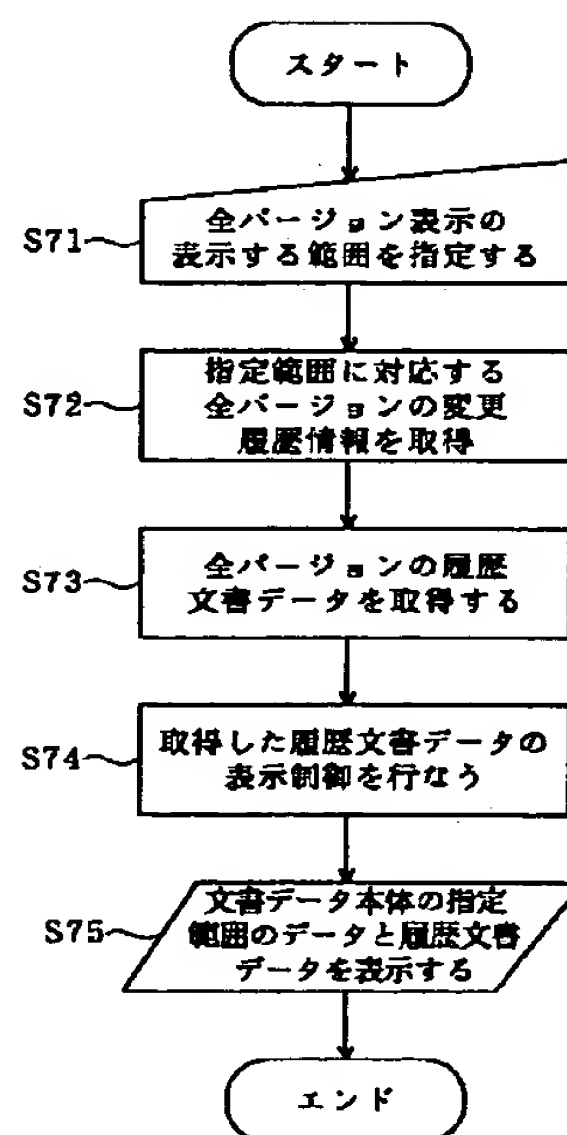 スタート
S71
全バージョン表示の
表示する範囲を指定する
S72
指定範囲に対応する
全バージョンの変更
履歴情報を取得
S73
全バージョンの履歴
文書データを取得する
S74
取得した履歴文書データの
表示制御を行なう
S75
文書データ本体の指定
範囲のデータと履歴文書
データを表示する
エンド